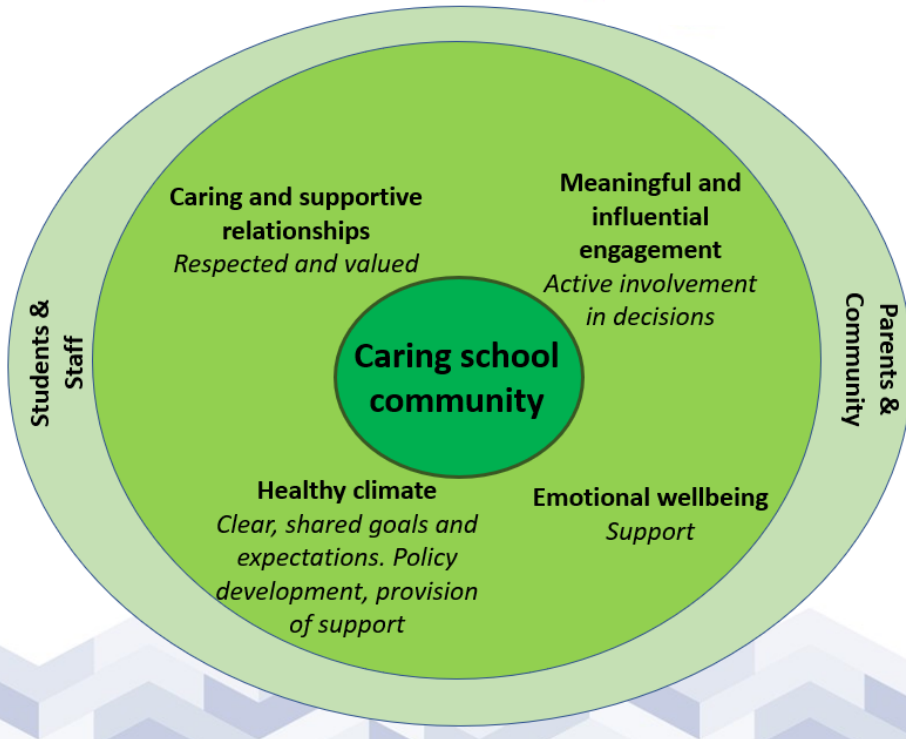 Caring and supportive
relationships
Respected and valued
Meaningful and
influential
engagement
Active involvement
in decisions
Students &
Staff
Caring school
community
Parents &
Community
Healthy climate
Clear, shared goals and
expectations. Policy
development, provision
of support
Emotional wellbeing
Support